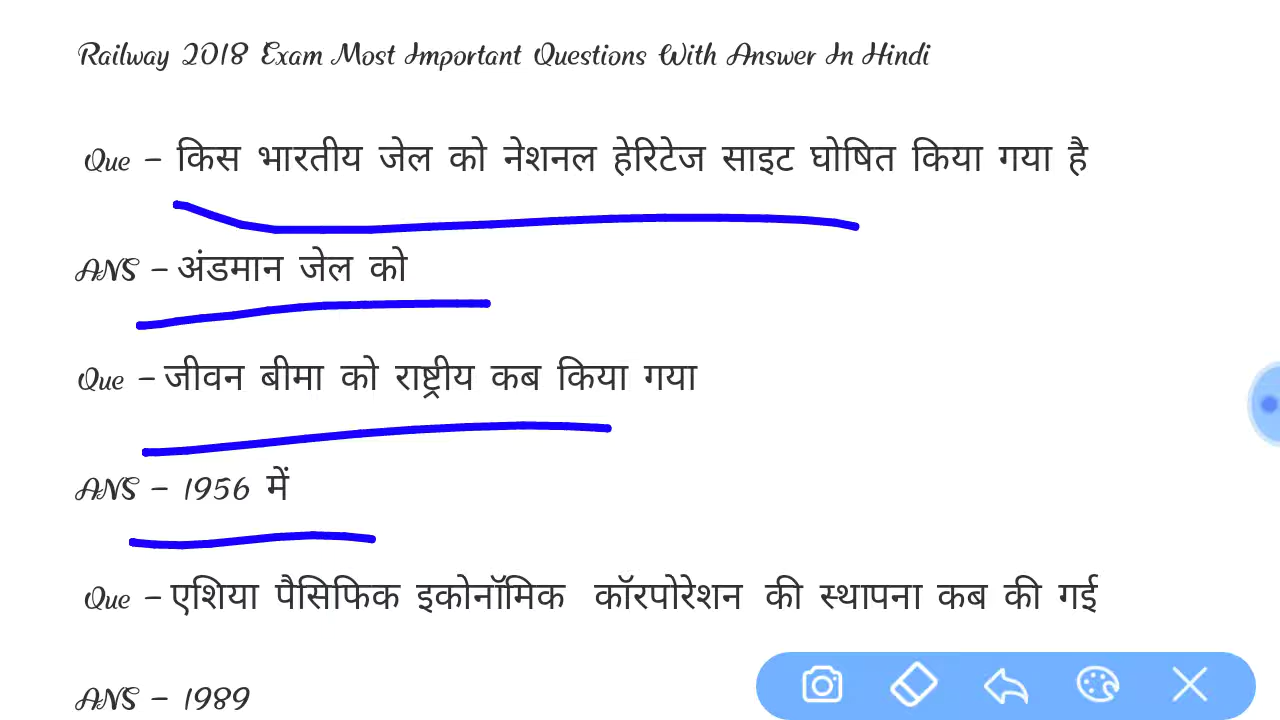 Railway 2018 Exam Most Important Questions With Answer In Hindi
Que – किस भारतीय जेल को नेशनल हेरिटेज साइट घोषित किया गया है
ANS – अंडमान जेल को
Que – जीवन बीमा को राष्ट्रीय कब किया गया
ANS – 1956 में
Que – एशिया पैसिफिक इकोनॉमिक कॉरपोरेशन की स्थापना कब की गई
ANS – 1989